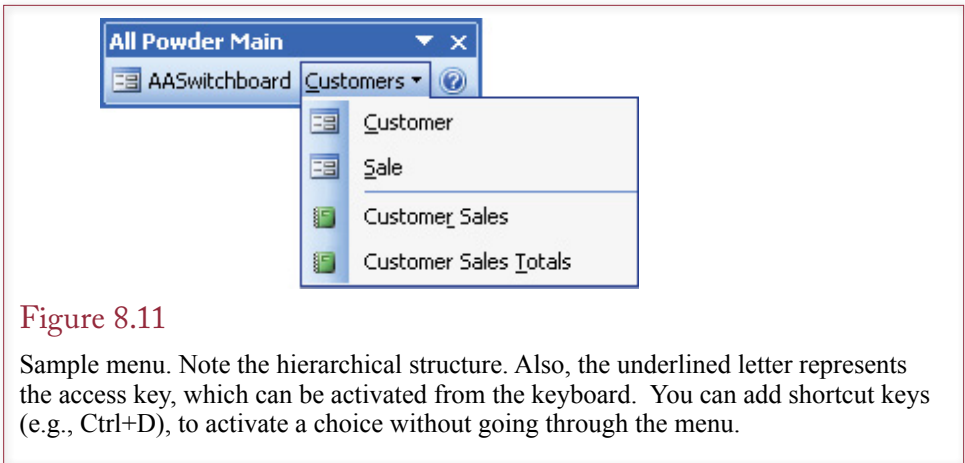 All Powder Main
AASwitchboard Customers
Customer
Sale
Customer Sales
Customer Sales Totals
Figure 8.11
Sample menu. Note the hierarchical structure. Also, the underlined letter represents
the access key, which can be activated from the keyboard. You can add shortcut keys
(e.g., Ctrl+D), to activate a choice without going through the menu.